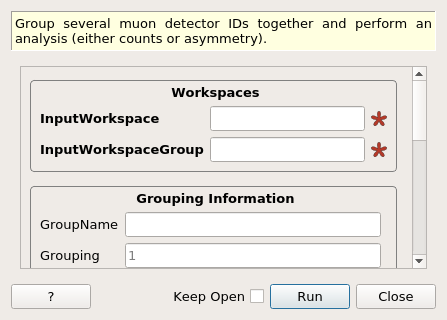 Group several muon detector IDs together and perform an
analysis (either counts or asymmetry).
Workspaces
InputWorkspace
InputWorkspaceGroup
Grouping Information
GroupName
Grouping 1
? Keep Open Run Close